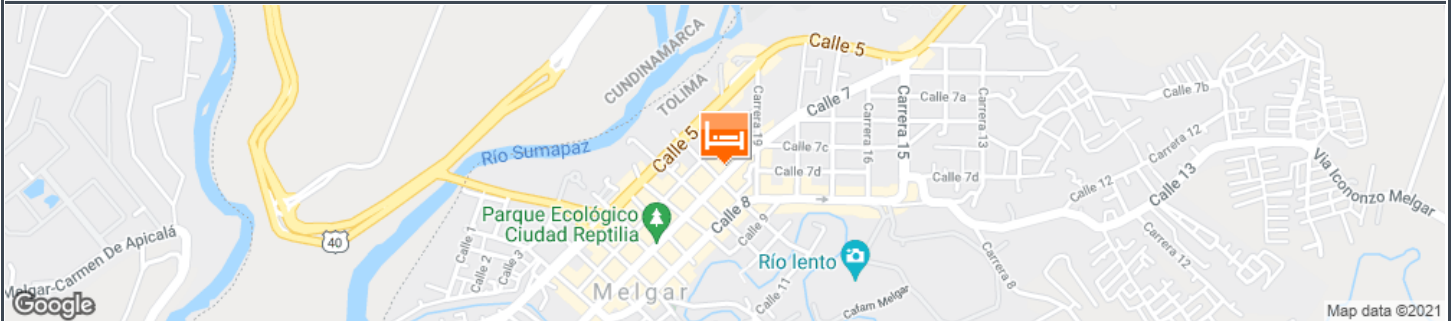 CUNDINAMARCA
TOLIMA
Calle 5
Calle 7
Calle 7a
Calle 7b
Carrera 19
Carrera 16
Carrera 15
Carrera 13
Carrera 12
Río Sumapaz
Calle 5
Calle 7c
Calle 7d
Calle 7d
Calle 12
Calle 13
Via Icononzo Melgar
Parque Ecológico
Ciudad Reptilia
Calle 8
Calle 9
Calle 1
Calle 2
Calle 3
40
Melgar-Carmen De Apicalá
Río lento
Carrera 8
Carrera 12
Melgar
Calle 11
Cafam Melgar
Google
Map data ©2021